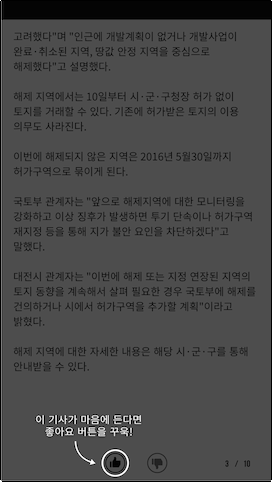 고려했다"며 "인근에 개발계획이 없거나 개발사업이
완료·취소된 지역, 땅값 안정 지역을 중심으로
해제했다"고 설명했다.
해제 지역에서는 10일부터 시·군·구청장 허가 없이
토지를 거래할 수 있다. 기존에 허가받은 토지의 이용
의무도 사라진다.
이번에 해제되지 않은 지역은 2016년 5월30일까지
허가구역으로 묶이게 된다.
국토부 관계자는 "앞으로 해제지역에 대한 모니터링을
강화하고 이상 징후가 발생하면 투기 단속이나 허가구역
재지정 등을 통해 지가 불안 요인을 차단하겠다"고
말했다.
대전시 관계자는 "이번에 해제 또는 지정 연장된 지역의
토지 동향을 계속해서 살펴 필요한 경우 국토부에 해제를
건의하거나 시에서 허가구역을 추가할 계획"이라고
밝혔다.
해제 지역에 대한 자세한 내용은 해당 시·군·구를 통해
안내받을 수 있다.
이 기사가 마음에 든다면
좋아요 버튼을 꾸욱!
3 / 10